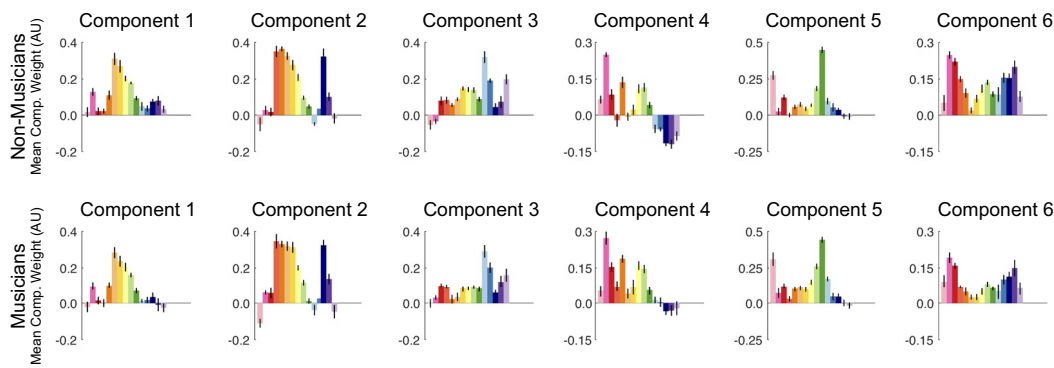 Component 1 Component 2 Component 3 Component 4 Component 5 Component 6
Non-Musicians
Mean Comp. Weight (AU)
0.4 0.4 0.4 0.3 0.5 0.3
0.2 0.2 0.2 0.15 0.25 0.15
0.0 0.0 0.0 0.0 0.0 0.0
-0.2 -0.2 -0.2 -0.15 -0.25 -0.15
Component 1 Component 2 Component 3 Component 4 Component 5 Component 6
Musicians
Mean Comp. Weight (AU)
0.4 0.4 0.4 0.3 0.5 0.3
0.2 0.2 0.2 0.15 0.25 0.15
0.0 0.0 0.0 0.0 0.0 0.0
-0.2 -0.2 -0.2 -0.15 -0.25 -0.15